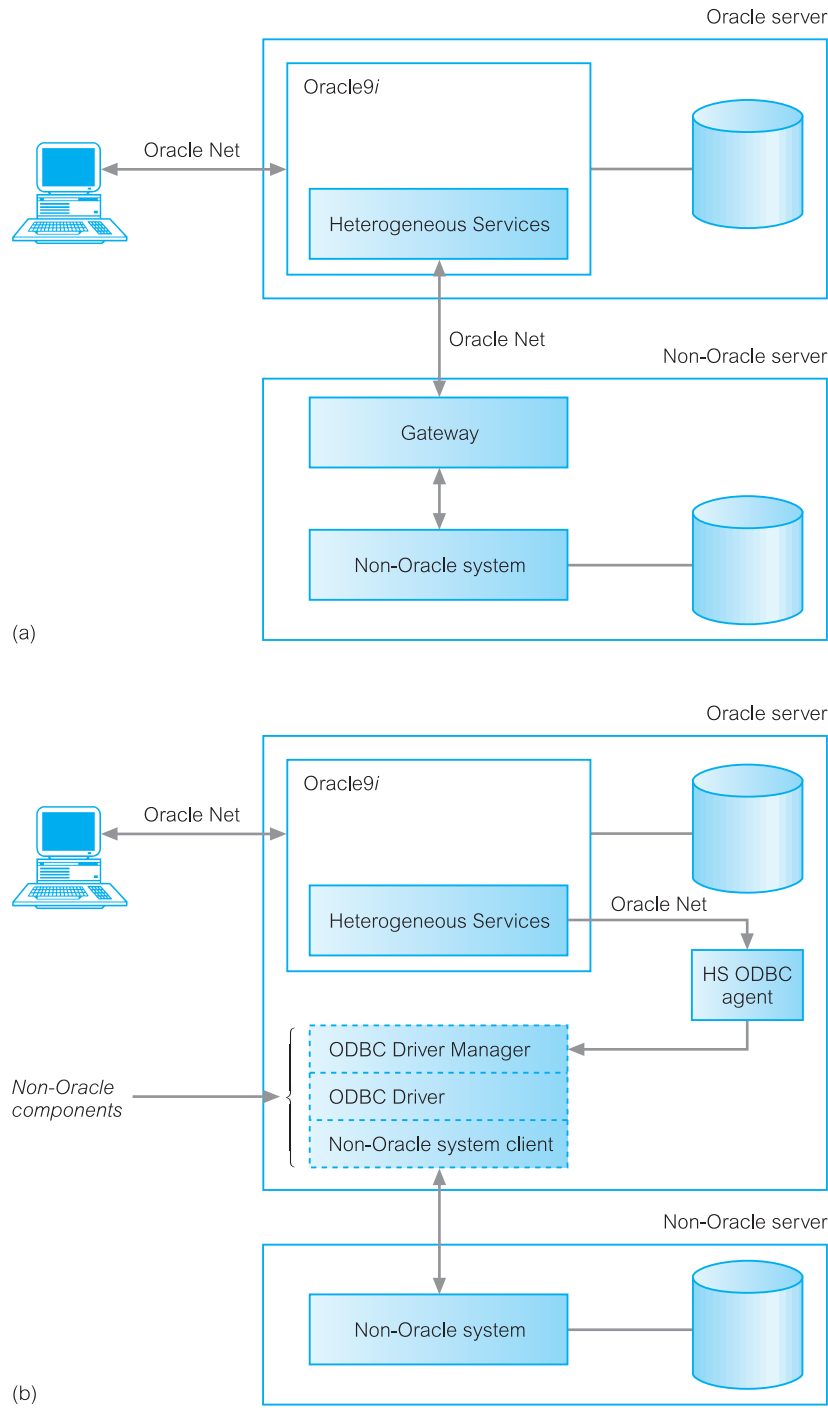 Oracle server
Oracle9i
Oracle Net
Heterogeneous Services
Oracle Net
Non-Oracle server
Gateway
Non-Oracle system
(a)
Oracle server
Oracle9i
Oracle Net
Heterogeneous Services
Oracle Net
HS ODBC
agent
ODBC Driver Manager
Non-Oracle
components
ODBC Driver
Non-Oracle system client
Non-Oracle server
Non-Oracle system
(b)